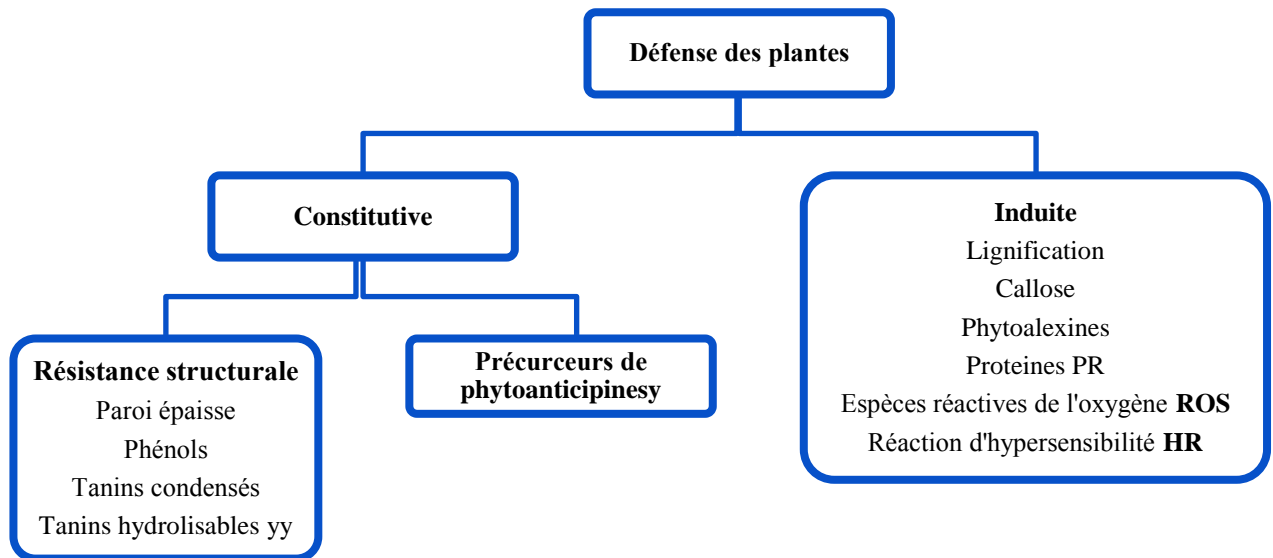 Défense des plantes
Constitutive
Induite
Lignification
Callose
Phytoalexines
Proteines PR
Espèces réactives de l'oxygène ROS
Réaction d'hypersensibilité HR
Résistance structurale
Paroi épaisse
Phénols
Tanins condensés
Tanins hydrolisables yy
Précurceurs de
phytoanticipinesy